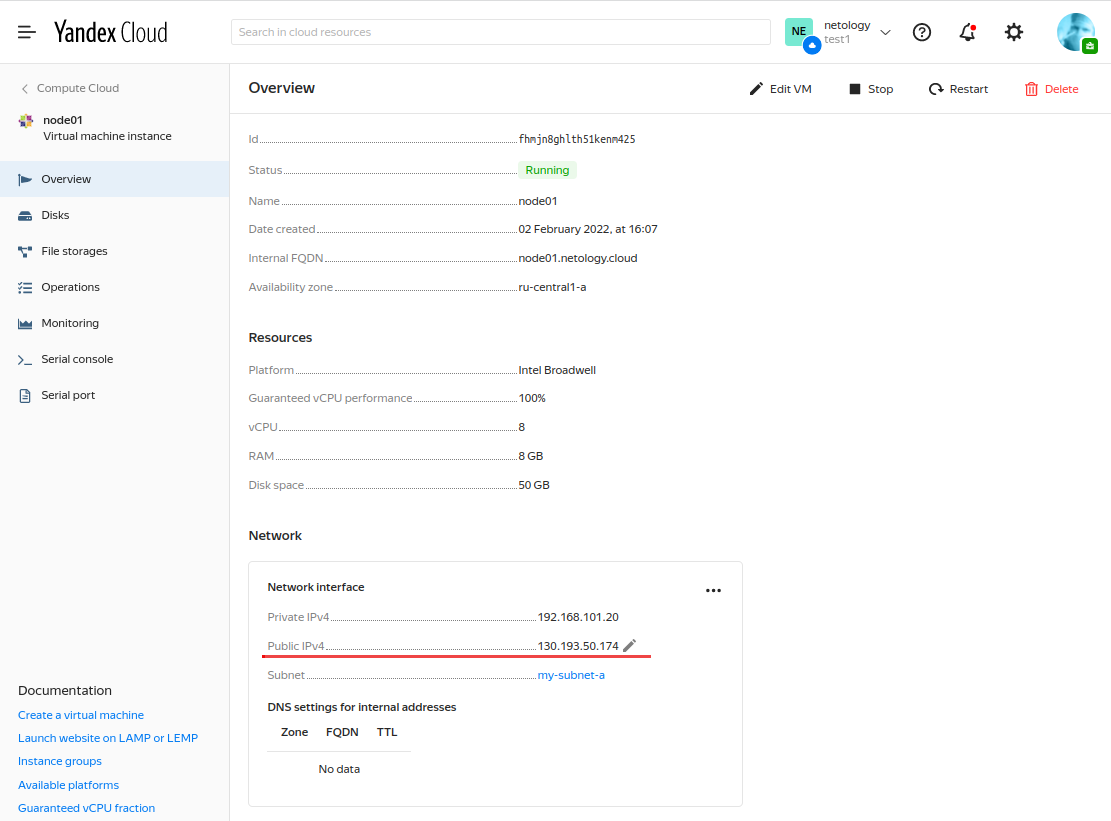 Yandex Cloud
Search in cloud resources
NE
netology
test1
Compute Cloud
node01
Virtual machine instance
Overview
Disks
File storages
Operations
Monitoring
Serial console
Serial port
Documentation
Create a virtual machine
Launch website on LAMP or LEMP
Instance groups
Available platforms
Guaranteed vCPU fraction
Overview
Edit VM
Stop
Restart
Delete
Id fhmjn8ghlth51kenm425
Status Running
Name node01
Date created 02 February 2022, at 16:07
Internal FQDN node01.netology.cloud
Availability zone ru-central1-a
Resources
Platform Intel Broadwell
Guaranteed vCPU performance 100%
vCPU 8
RAM 8 GB
Disk space 50 GB
Network
Network interface
Private IPv4 192.168.101.20
Public IPv4 130.193.50.174
Subnet my-subnet-a
DNS settings for internal addresses
Zone FQDN TTL
No data